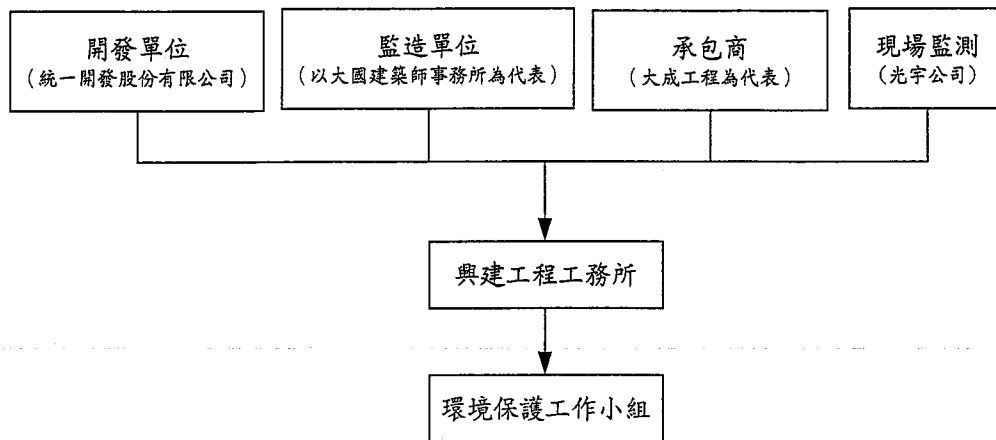 開發單位
(統一開發股份有限公司)
監造單位
(以大國建築師事務所為代表)
承包商
(大成工程為代表)
現場監測
(光宇公司)
興建工程工務所
環境保護工作小組